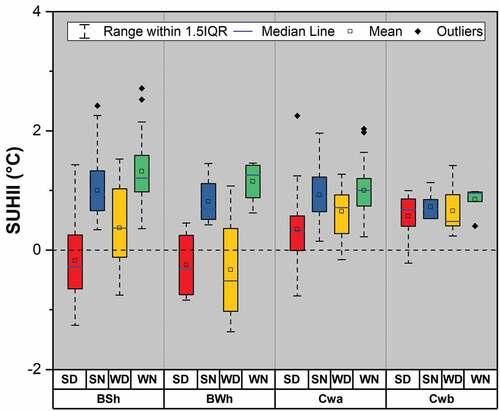 4
Range within 1.5IQR Median Line Mean Outliers
2
0
-2
SUHII (°C)
SD SN WD WN SD SN WD WN SD SN WD WN SD SN WD WN
BSh BWh Cwa Cwb